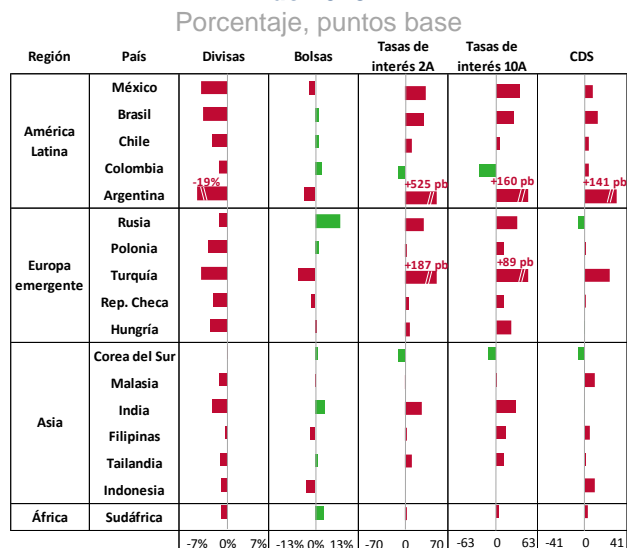 Porcentaje, puntos base
Región País Divisas Bolsas Tasas de interés 2A Tasas de interés 10A CDS
América Latina
México
Brasil
Chile
Colombia
Argentina -19% +525 pb +160 pb +141 pb
Europa emergente
Rusia
Polonia
Turquía +187 pb +89 pb
Rep. Checa
Hungría
Asia
Corea del Sur
Malasia
India
Filipinas
Tailandia
Indonesia
África Sudáfrica
-7% 0% 7% -13% 0% 13% -70 0 70 -63 0 63 -41 0 41